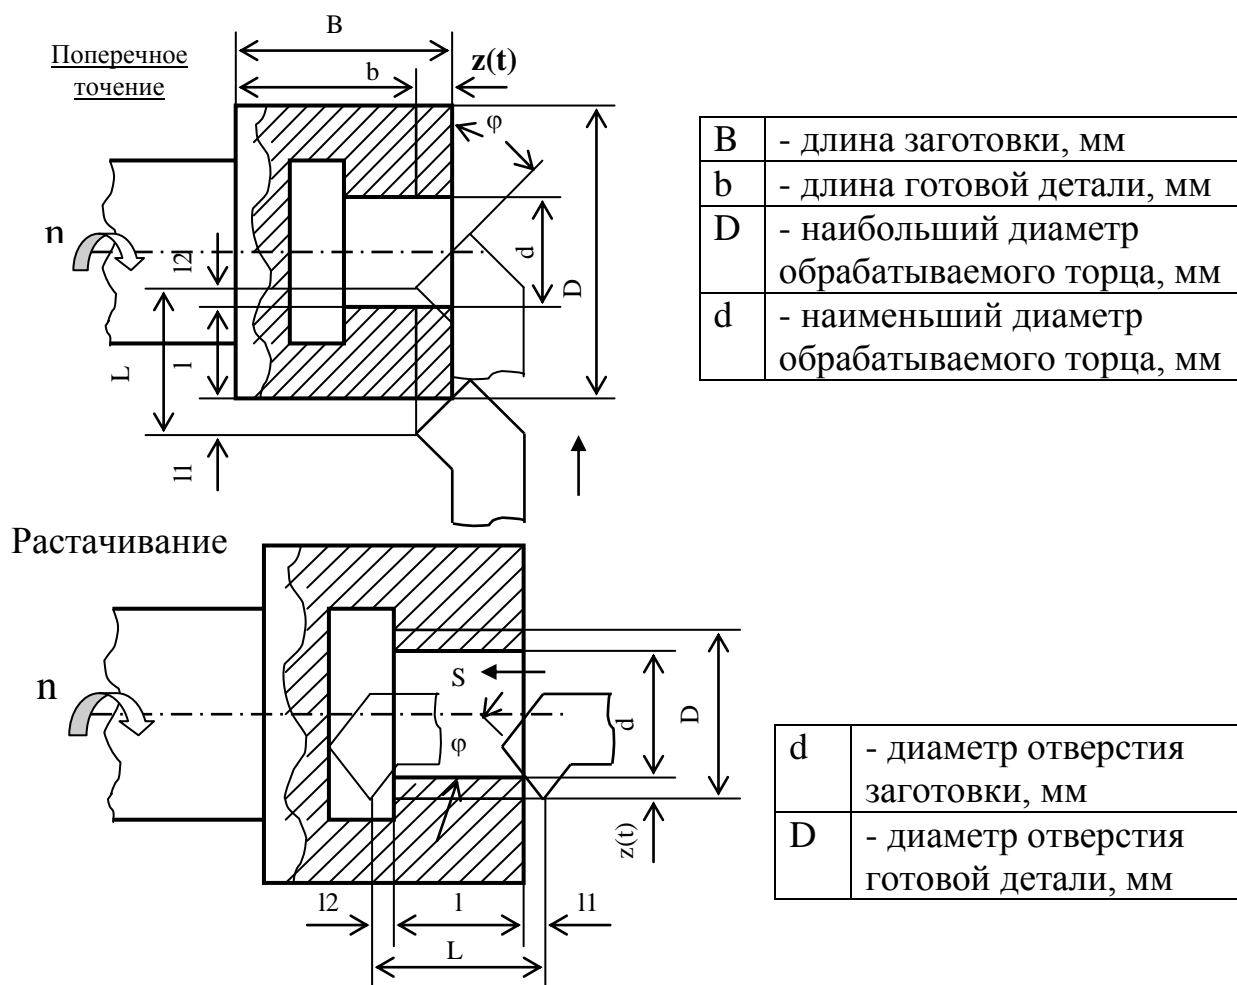 Поперечное
точение
B
b
z(t)
φ
n
l2
d
D
L
l
l1
B - длина заготовки, мм
b - длина готовой детали, мм
D - наибольший диаметр
обрабатываемого торца, мм
d - наименьший диаметр
обрабатываемого торца, мм
Растачивание
n
S
φ
d
D
z(t)
l2
l
l1
L
d - диаметр отверстия
заготовки, мм
D - диаметр отверстия
готовой детали, мм